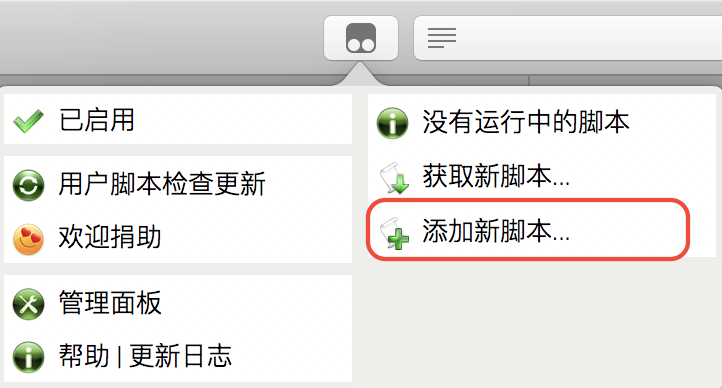 已启用
用户脚本检查更新
欢迎捐助
管理面板
帮助 | 更新日志
没有运行中的脚本
获取新脚本...
添加新脚本...